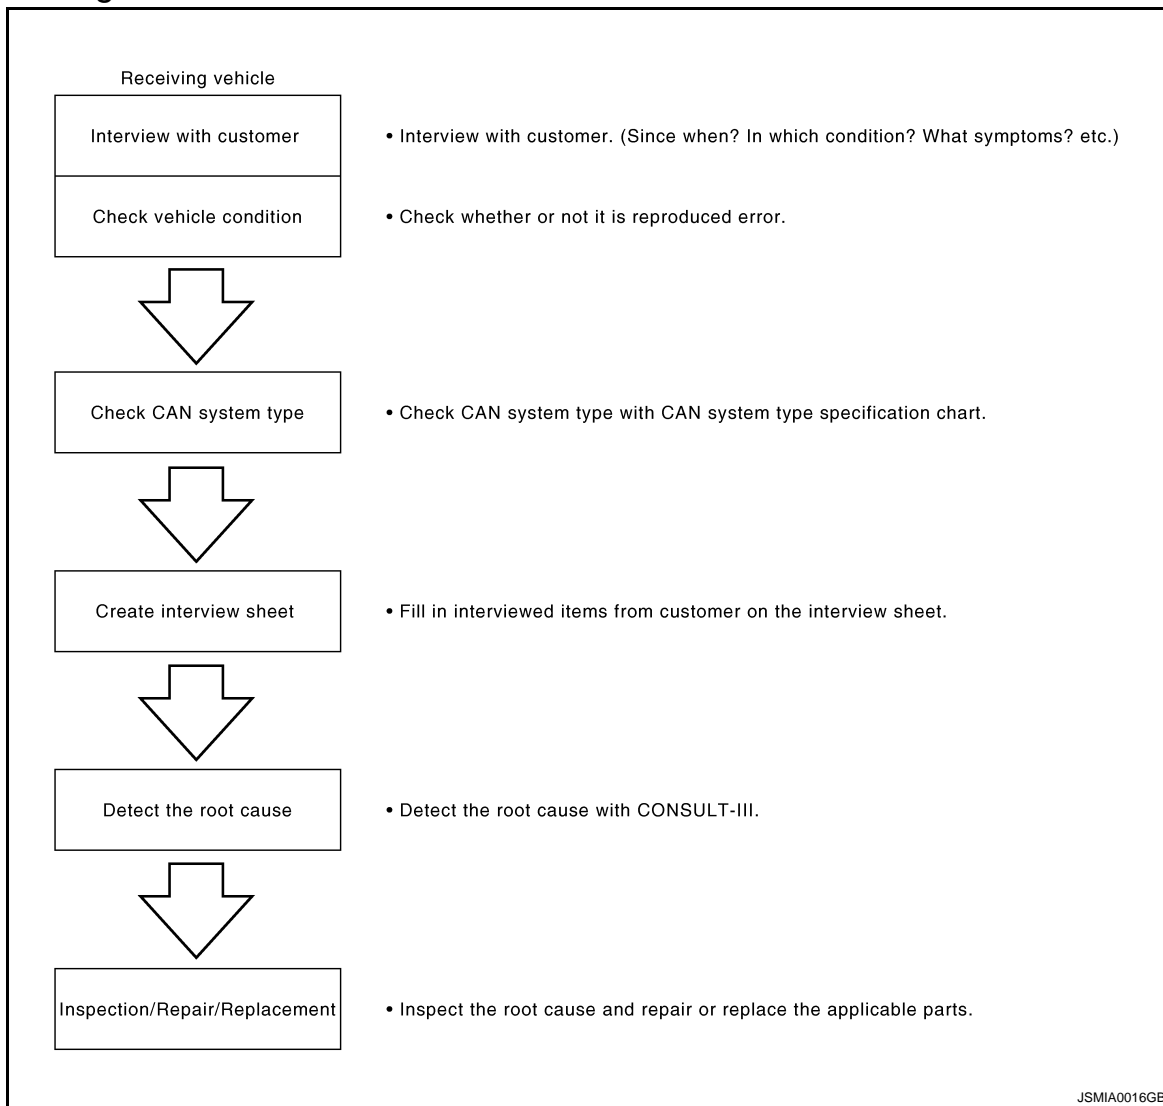 Receiving vehicle
Interview with customer
• Interview with customer. (Since when? In which condition? What symptoms? etc.)
Check vehicle condition
• Check whether or not it is reproduced error.
Check CAN system type
• Check CAN system type with CAN system type specification chart.
Create interview sheet
• Fill in interviewed items from customer on the interview sheet.
Detect the root cause
• Detect the root cause with CONSULT-III.
Inspection/Repair/Replacement
• Inspect the root cause and repair or replace the applicable parts.
JSMIA0016GB